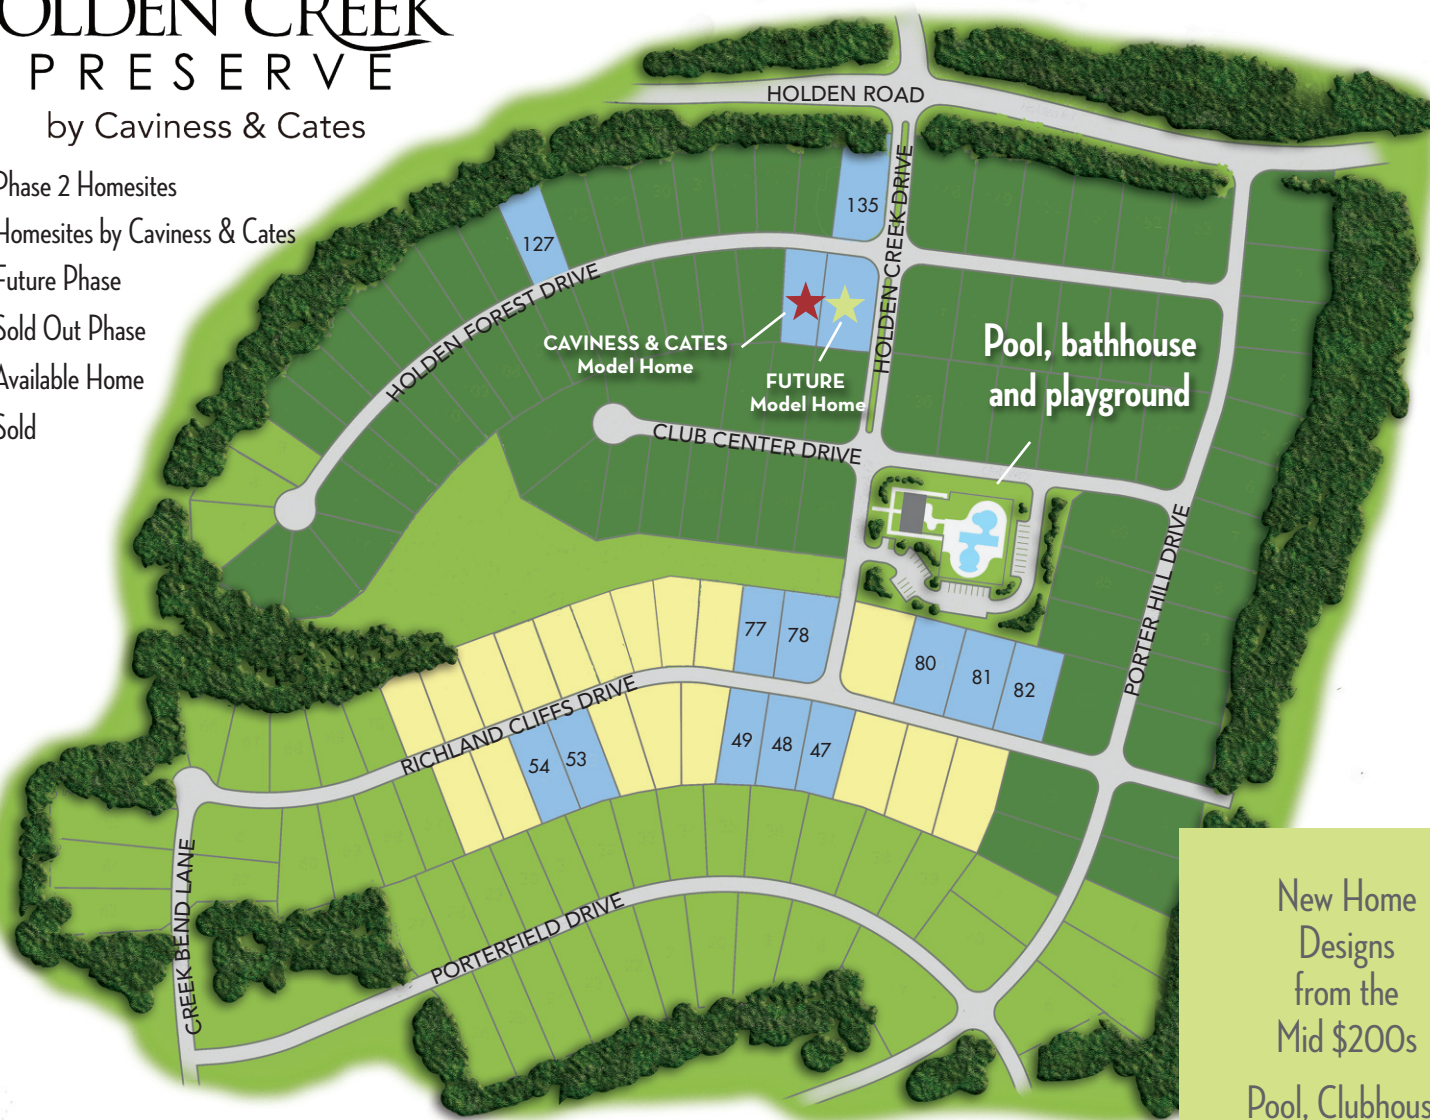 OLDEN CREEK
PRESERVE
by Caviness & Cates
Phase 2 Homesites
Homesites by Caviness & Cates
Future Phase
Sold Out Phase
Available Home
Sold
HOLDEN ROAD
HOLDEN CREEK DRIVE
135
127
HOLDEN FOREST DRIVE
CAVINESS & CATES
Model Home
FUTURE
Model Home
Pool, bathhouse
and playground
CLUB CENTER DRIVE
PORTER HILL DRIVE
77
78
80
81
82
RICHLAND CLIFFS DRIVE
54
53
49
48
47
CREEK BEND LANE
PORTERFIELD DRIVE
New Home
Designs
from the
Mid $200s
Pool, Clubhous